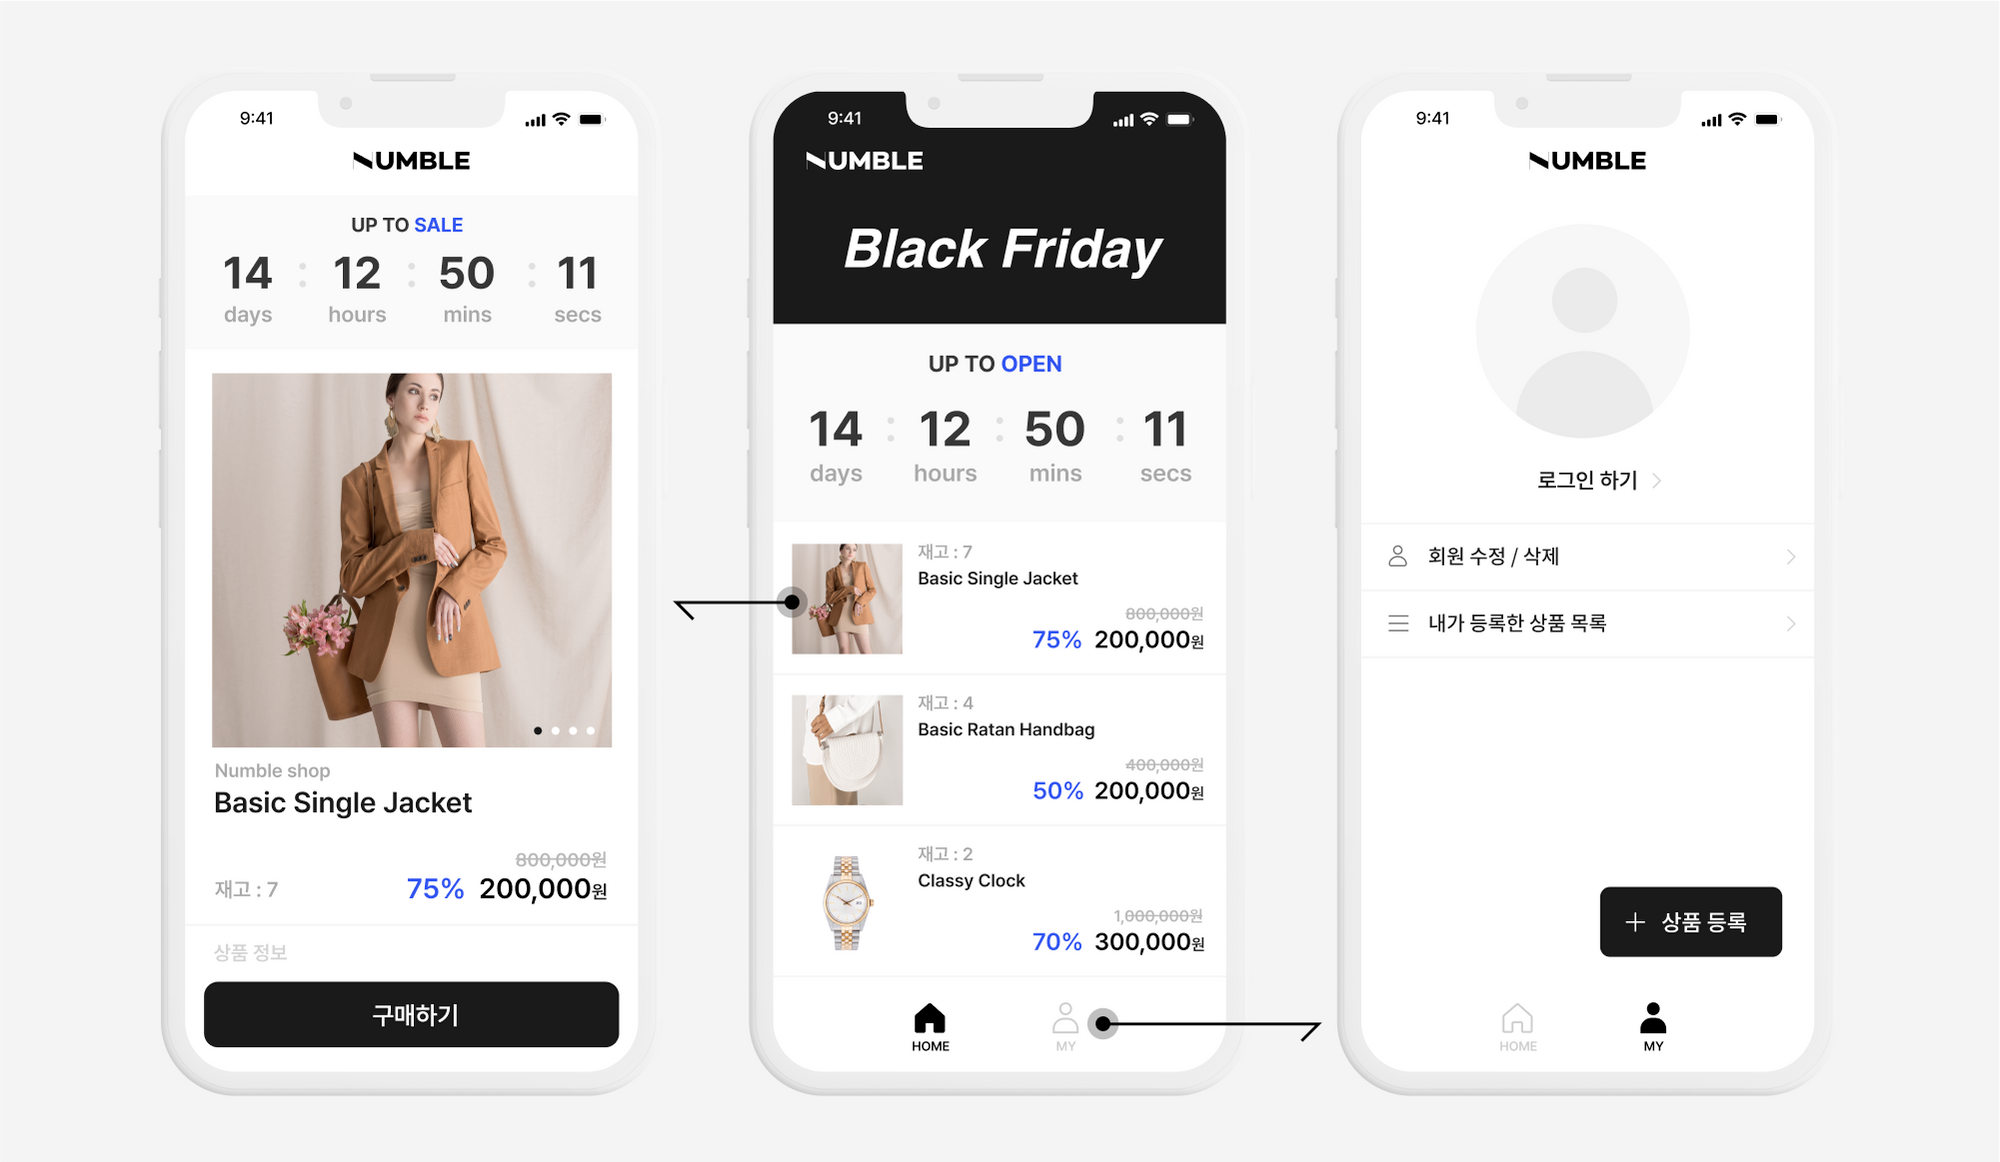 9:41
NUMBLE
UP TO SALE
14 : 12 : 50 : 11
days hours mins secs
Numble shop
Basic Single Jacket
800,000원
재고 : 7 75% 200,000원
상품 정보
구매하기
9:41
NUMBLE
Black Friday
UP TO OPEN
14 : 12 : 50 : 11
days hours mins secs
재고 : 7
Basic Single Jacket
800,000원
75% 200,000원
재고 : 4
Basic Ratan Handbag
400,000원
50% 200,000원
재고 : 2
Classy Clock
1,000,000원
70% 300,000원
HOME MY
9:41
NUMBLE
로그인 하기
회원 수정 / 삭제
내가 등록한 상품 목록
상품 등록
HOME MY